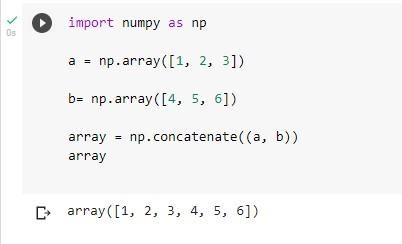 import numpy as np
0s
a = np.array([1, 2, 3])
b= np.array([4, 5, 6])
array = np.concatenate((a, b))
array
array([1, 2, 3, 4, 5, 6])